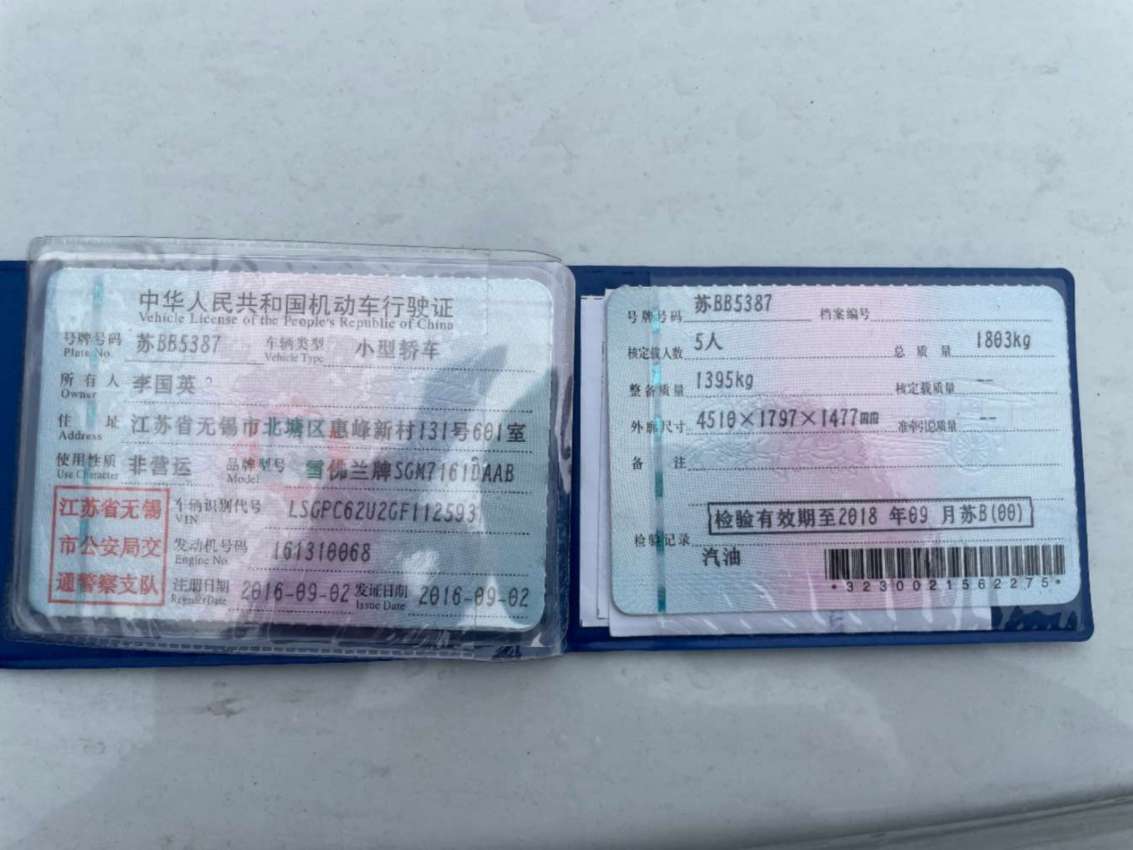 中华人民共和国机动车行驶证
Vehicle License of the People's Republic of China
号牌号码 苏BB5387 车辆类型 小型轿车
Plate No. Vehicle Type
所有人 李国英
Owner
住址 江苏省无锡市北塘区惠峰新村131号601室
Address
使用性质 非营运 品牌型号 雪佛兰牌SGM7161DAAB
Use Character Model
江苏省无锡
市公安局交
通警察支队
车辆识别代号 LSGPC62U2GF112593
VIN
发动机号码 161310068
Engine No.
注册日期 2016-09-02 发证日期 2016-09-02
Register Date Issue Date
号牌号码 苏BB5387 档案编号
核定载人数 5人 总质量 1803kg
整备质量 1395kg 核定载质量 --
外廓尺寸 4510×1797×1477mm 准牵引总质量 --
备注
检验有效期至2018 年09 月苏B(00)
检验记录
汽油
*3230021562275*